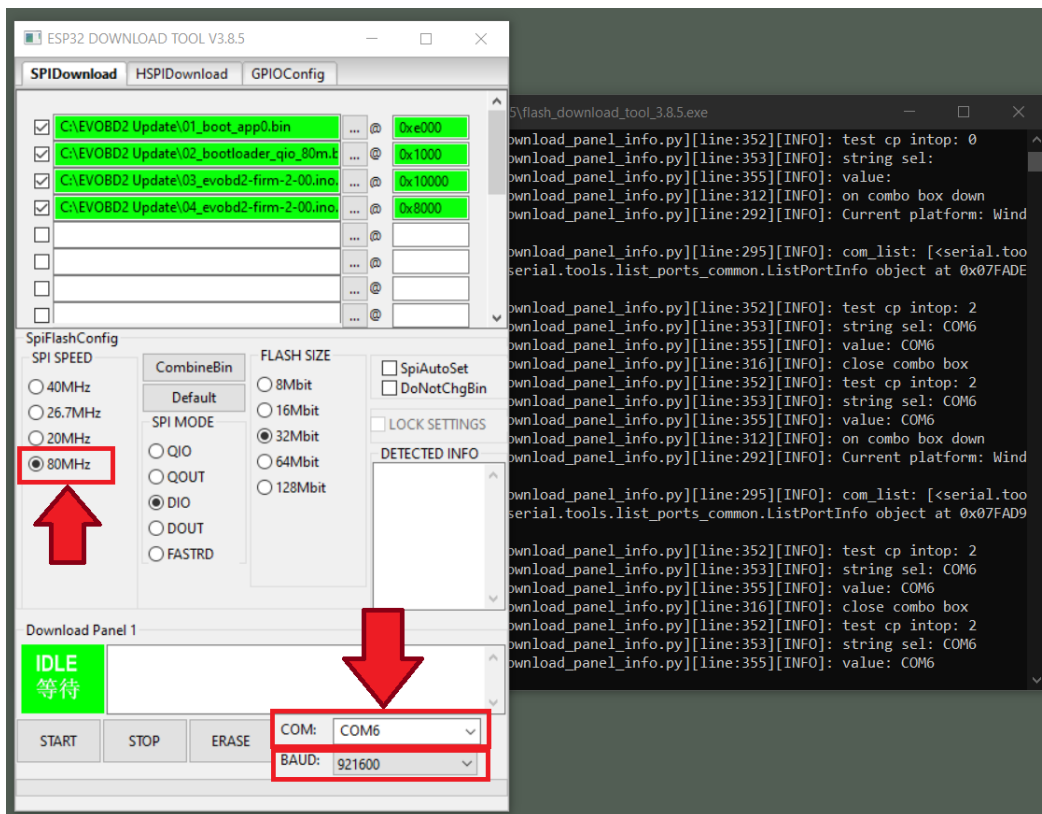 ESP32 DOWNLOAD TOOL V3.8.5
SPIDownload HSPIDownload GPIOConfig
C:\EVOBD2 Update\01_boot_app0.bin ... @ 0xe000
C:\EVOBD2 Update\02_bootloader_qio_80m.b ... @ 0x1000
C:\EVOBD2 Update\03_evobd2-firm-2-00.ino. ... @ 0x10000
C:\EVOBD2 Update\04_evobd2-firm-2-00.ino. ... @ 0x8000
... @
... @
... @
... @
SpiFlashConfig
SPI SPEED
40MHz
26.7MHz
20MHz
80MHz
CombineBin
Default
SPI MODE
QIO
QOUT
DIO
DOUT
FASTRD
FLASH SIZE
8Mbit
16Mbit
32Mbit
64Mbit
128Mbit
SpiAutoSet
DoNotChgBin
LOCK SETTINGS
DETECTED INFO
Download Panel 1
IDLE
等待
START STOP ERASE
COM: COM6
BAUD: 921600
5\flash_download_tool_3.8.5.exe
ownload_panel_info.py][line:352][INFO]: test cp intop: 0
ownload_panel_info.py][line:353][INFO]: string sel:
ownload_panel_info.py][line:355][INFO]: value:
ownload_panel_info.py][line:312][INFO]: on combo box down
ownload_panel_info.py][line:292][INFO]: Current platform: Wind
ownload_panel_info.py][line:295][INFO]: com_list: [<serial.too
serial.tools.list_ports_common.ListPortInfo object at 0x07FADE
ownload_panel_info.py][line:352][INFO]: test cp intop: 2
ownload_panel_info.py][line:353][INFO]: string sel: COM6
ownload_panel_info.py][line:355][INFO]: value: COM6
ownload_panel_info.py][line:316][INFO]: close combo box
ownload_panel_info.py][line:352][INFO]: test cp intop: 2
ownload_panel_info.py][line:353][INFO]: string sel: COM6
ownload_panel_info.py][line:355][INFO]: value: COM6
ownload_panel_info.py][line:312][INFO]: on combo box down
ownload_panel_info.py][line:292][INFO]: Current platform: Wind
ownload_panel_info.py][line:295][INFO]: com_list: [<serial.too
serial.tools.list_ports_common.ListPortInfo object at 0x07FAD9
ownload_panel_info.py][line:352][INFO]: test cp intop: 2
ownload_panel_info.py][line:353][INFO]: string sel: COM6
ownload_panel_info.py][line:355][INFO]: value: COM6
ownload_panel_info.py][line:316][INFO]: close combo box
ownload_panel_info.py][line:352][INFO]: test cp intop: 2
ownload_panel_info.py][line:353][INFO]: string sel: COM6
ownload_panel_info.py][line:355][INFO]: value: COM6